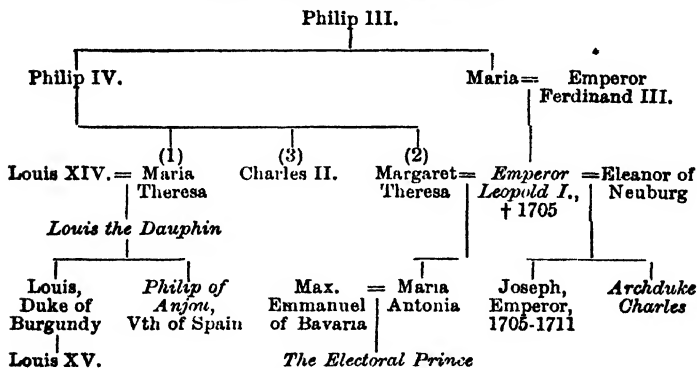 Philip III.
Philip IV. Maria = Emperor
Ferdinand III.
(1) (3) (2)
Louis XIV. = Maria Charles II. Margaret = Emperor = Eleanor of
Theresa Theresa Leopold I., Neuburg
† 1705
Louis the Dauphin
Louis, Philip of Max. = Maria Joseph, Archduke
Duke of Anjou, Emmanuel Antonia Emperor, Charles
Burgundy Vth of Spain of Bavaria 1705-1711
Louis XV. The Electoral Prince